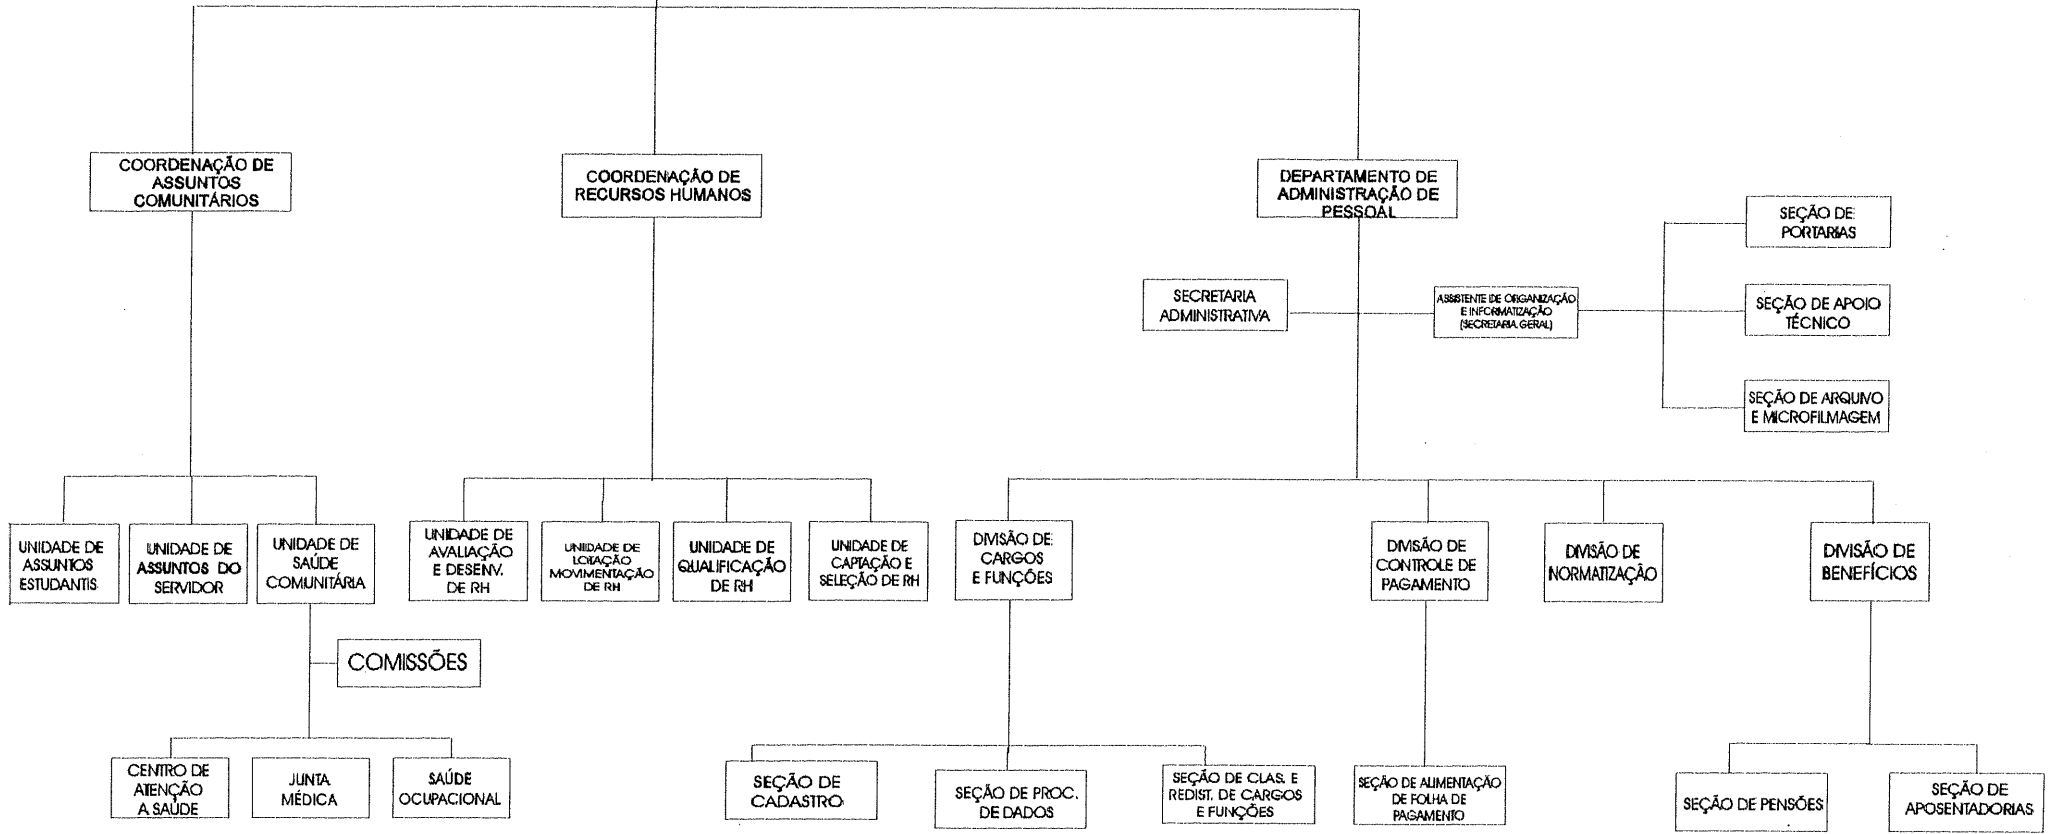 COORDENAÇÃO DE
ASSUNTOS
COMUNITÁRIOS
COORDENAÇÃO DE
RECURSOS HUMANOS
DEPARTAMENTO DE
ADMINISTRAÇÃO DE
PESSOAL
SEÇÃO DE
PORTARIAS
SECRETARIA
ADMINISTRATIVA
ASSISTENTE DE ORGANIZAÇÃO
E INFORMATIZAÇÃO
(SECRETARIA GERAL)
SEÇÃO DE APOIO
TÉCNICO
SEÇÃO DE ARQUIVO
E MICROFILMAGEM
UNIDADE DE
ASSUNTOS
ESTUDANTIS
UNIDADE DE
ASSUNTOS DO
SERVIDOR
UNIDADE DE
SAÚDE
COMUNITÁRIA
UNIDADE DE
AVALIAÇÃO
E DESENV.
DE RH
UNIDADE DE
LOTAÇÃO
MOVIMENTAÇÃO
DE RH
UNIDADE DE
QUALIFICAÇÃO
DE RH
UNIDADE DE
CAPTAÇÃO E
SELEÇÃO DE RH
DIVISÃO DE
CARGOS
E FUNÇÕES
DIVISÃO DE
CONTROLE DE
PAGAMENTO
DIVISÃO DE
NORMATIZAÇÃO
DIVISÃO DE
BENEFÍCIOS
COMISSÕES
CENTRO DE
ATENÇÃO
A SAÚDE
JUNTA
MÉDICA
SAÚDE
OCUPACIONAL
SEÇÃO DE
CADASTRO
SEÇÃO DE PROC.
DE DADOS
SEÇÃO DE CLAS. E
REDIST. DE CARGOS
E FUNÇÕES
SEÇÃO DE ALIMENTAÇÃO
DE FOLHA DE
PAGAMENTO
SEÇÃO DE PENSÕES
SEÇÃO DE
APOSENTADORIAS